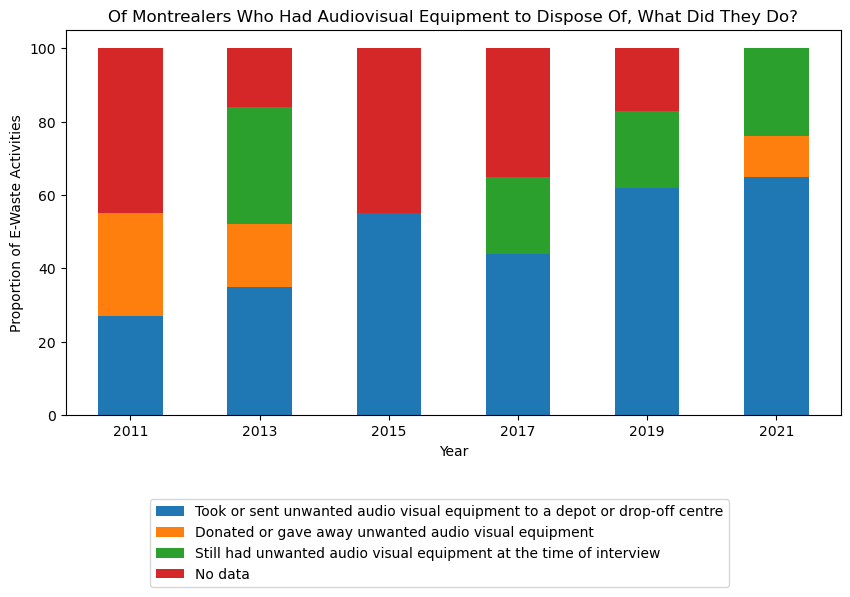 Of Montrealers Who Had Audiovisual Equipment to Dispose Of, What Did They Do?
Proportion of E-Waste Activities
100
80
60
40
20
0
2011 2013 2015 2017 2019 2021
Year
Took or sent unwanted audio visual equipment to a depot or drop-off centre
Donated or gave away unwanted audio visual equipment
Still had unwanted audio visual equipment at the time of interview
No data